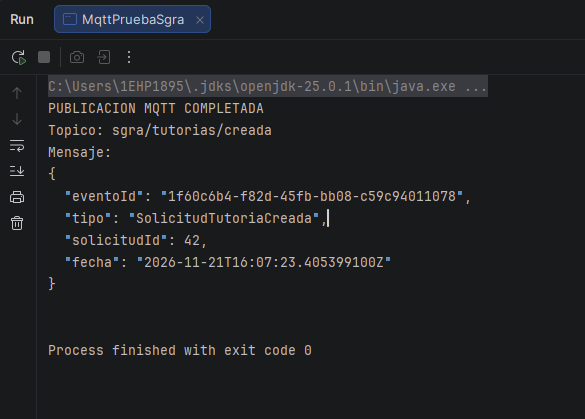 Run MqttPruebaSgra
C:\Users\1EHP1895\.jdks\openjdk-25.0.1\bin\java.exe ...
PUBLICACION MQTT COMPLETADA
Topico: sgra/tutorias/creada
Mensaje:
{
  "eventoId": "1f60c6b4-f82d-45fb-bb08-c59c94011078",
  "tipo": "SolicitudTutoriaCreada",
  "solicitudId": 42,
  "fecha": "2026-11-21T16:07:23.405399100Z"
}
Process finished with exit code 0